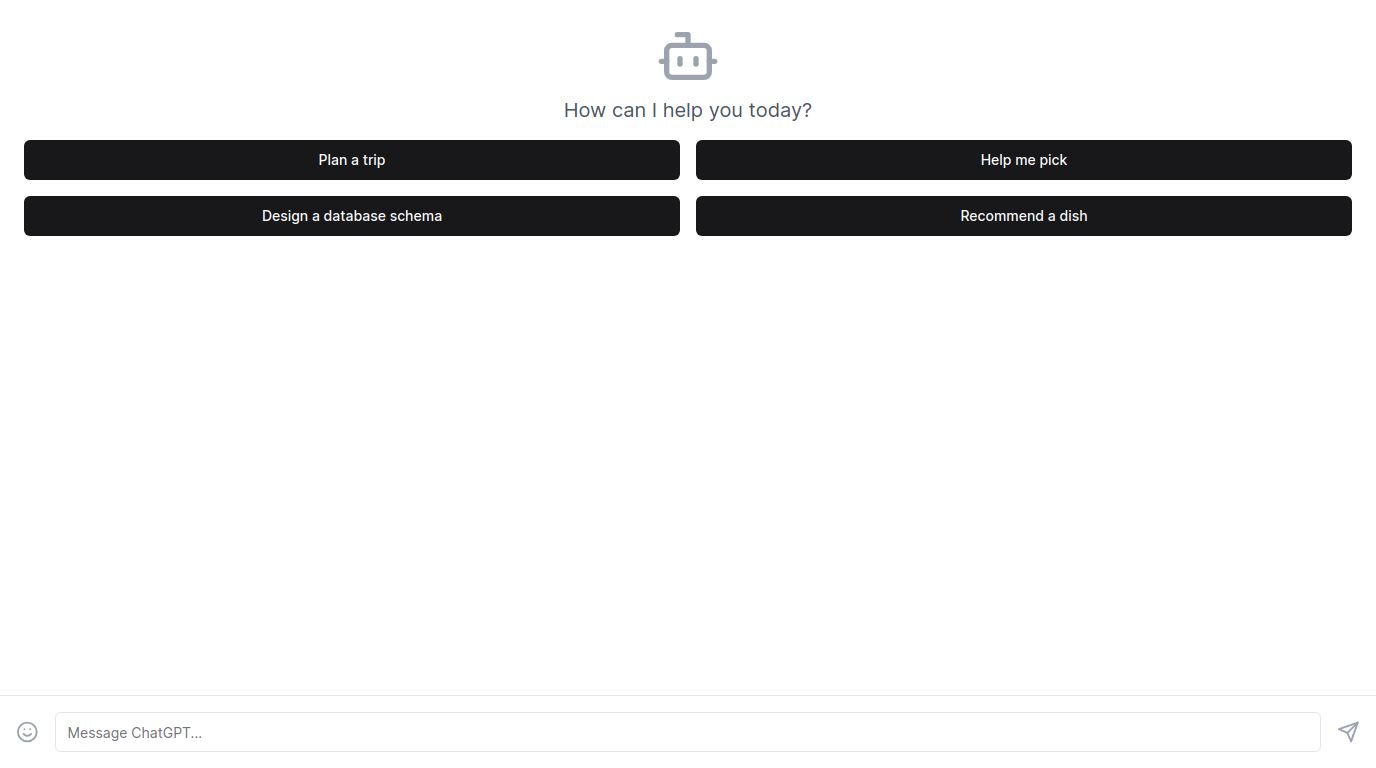 How can I help you today?
Plan a trip
Help me pick
Design a database schema
Recommend a dish
Message ChatGPT...